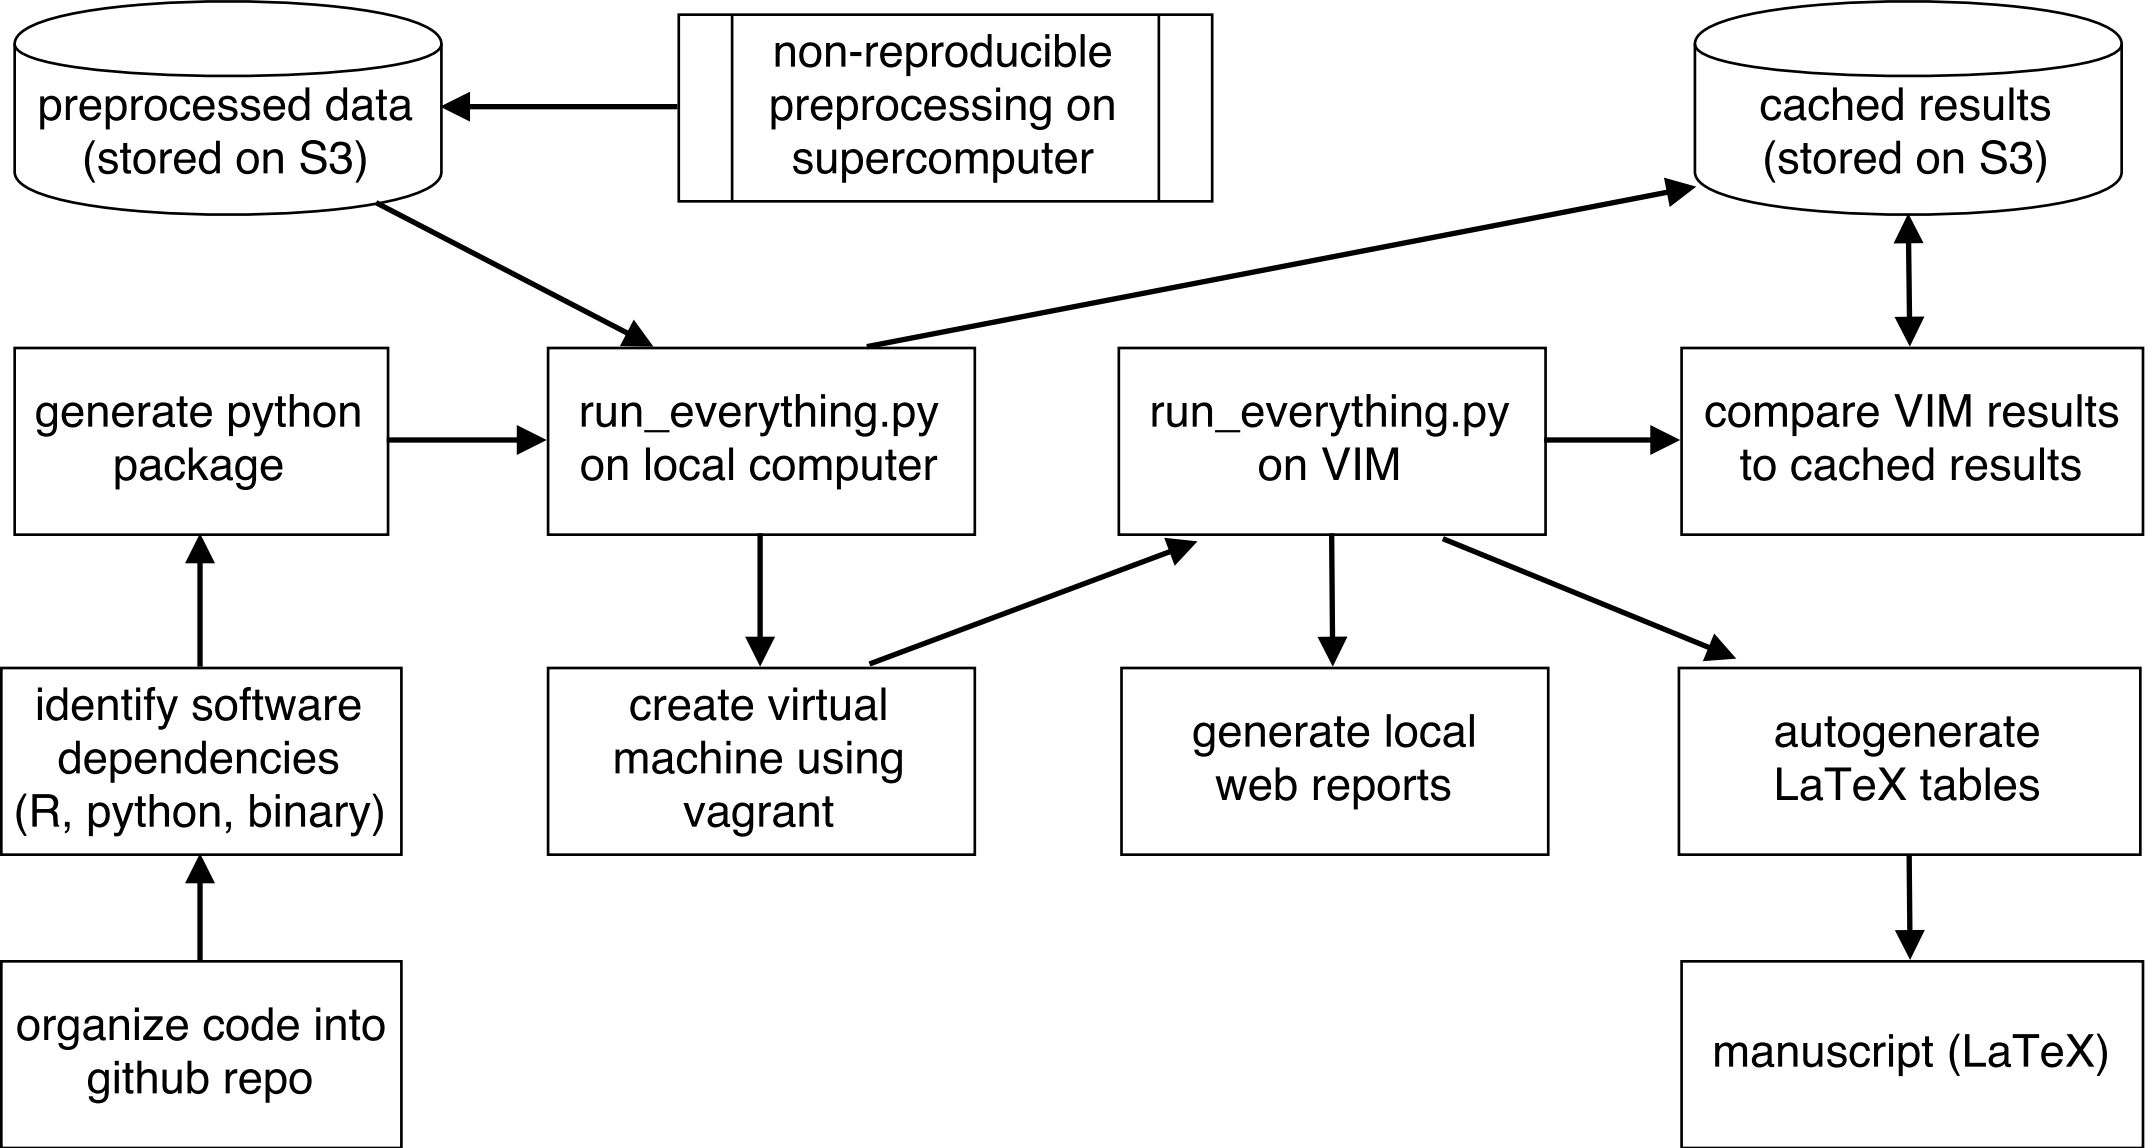 preprocessed data
(stored on S3)
non-reproducible
preprocessing on
supercomputer
cached results
(stored on S3)
generate python
package
run_everything.py
on local computer
run_everything.py
on VIM
compare VIM results
to cached results
identify software
dependencies
(R, python, binary)
create virtual
machine using
vagrant
generate local
web reports
autogenerate
LaTeX tables
organize code into
github repo
manuscript (LaTeX)